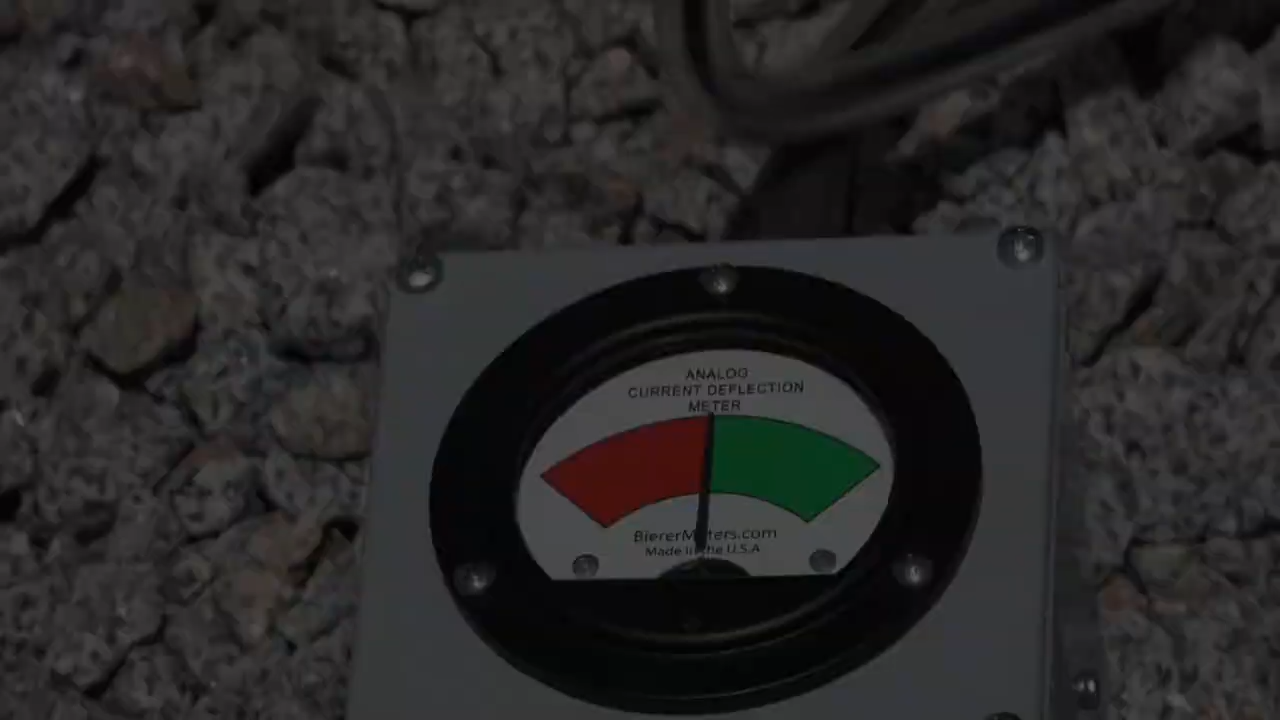 ANALOG
CURRENT DEFLECTION
METER
BiererMeters.com
Made in the U.S.A